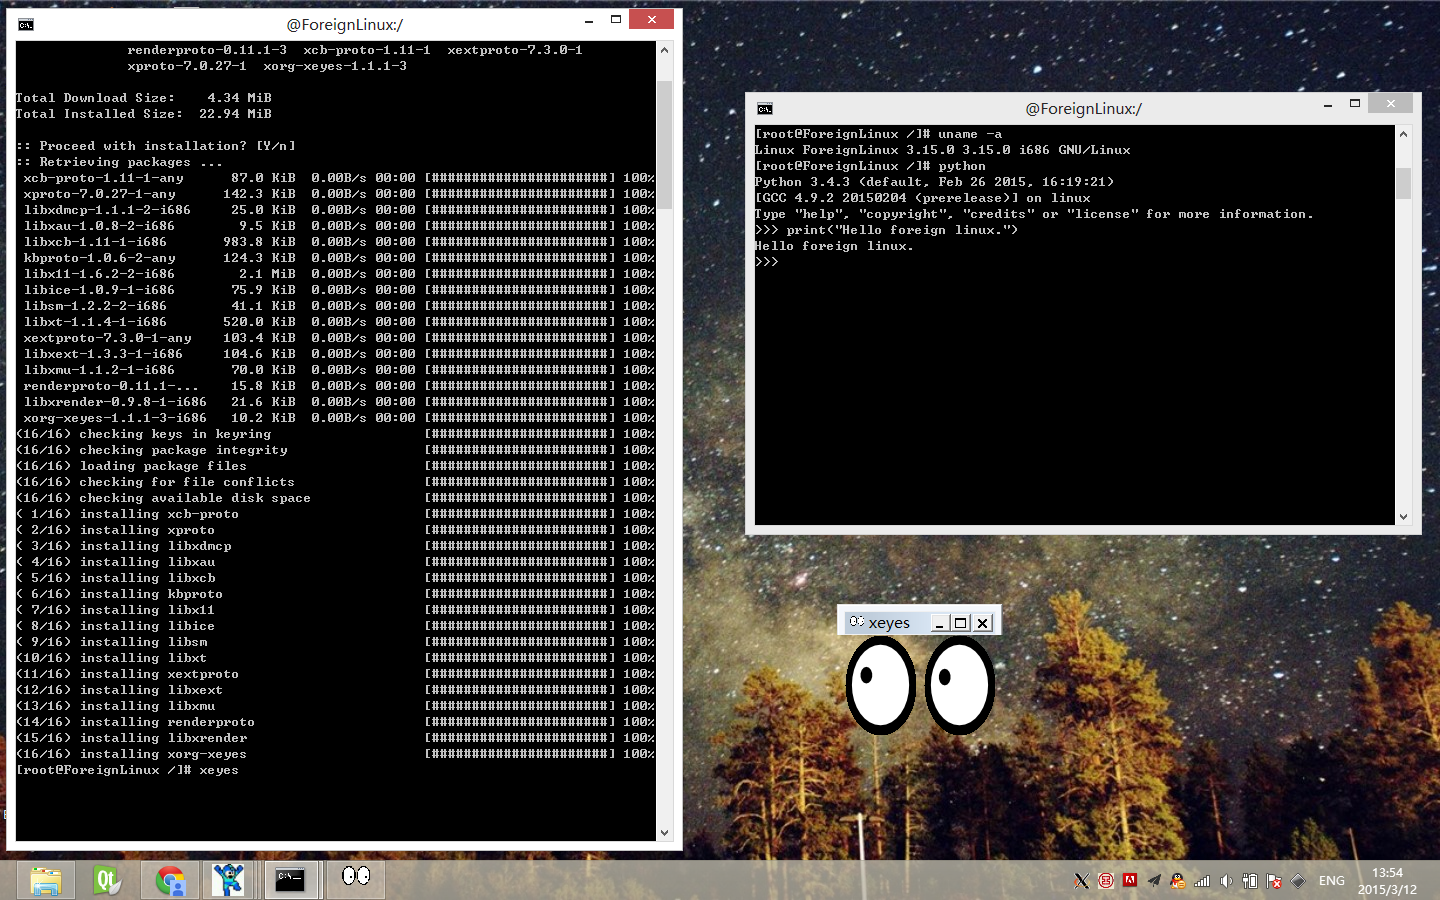 @ForeignLinux:/
renderproto-0.11.1-3  xcb-proto-1.11-1  xextproto-7.3.0-1
xproto-7.0.27-1  xorg-xeyes-1.1.1-3
Total Download Size:    4.34 MiB
Total Installed Size:  22.94 MiB
:: Proceed with installation? [Y/n]
:: Retrieving packages ...
xcb-proto-1.11-1-any      87.0 KiB  0.00B/s 00:00 [######################] 100%
xproto-7.0.27-1-any      142.3 KiB  0.00B/s 00:00 [######################] 100%
libxdmcp-1.1.1-2-i686     25.0 KiB  0.00B/s 00:00 [######################] 100%
libxau-1.0.8-2-i686        9.5 KiB  0.00B/s 00:00 [######################] 100%
libxcb-1.11-1-i686       983.8 KiB  0.00B/s 00:00 [######################] 100%
kbproto-1.0.6-2-any      124.3 KiB  0.00B/s 00:00 [######################] 100%
libx11-1.6.2-2-i686        2.1 MiB  0.00B/s 00:00 [######################] 100%
libice-1.0.9-1-i686       75.9 KiB  0.00B/s 00:00 [######################] 100%
libsm-1.2.2-2-i686        41.1 KiB  0.00B/s 00:00 [######################] 100%
libxt-1.1.4-1-i686       520.0 KiB  0.00B/s 00:00 [######################] 100%
xextproto-7.3.0-1-any    103.4 KiB  0.00B/s 00:00 [######################] 100%
libxext-1.3.3-1-i686     104.6 KiB  0.00B/s 00:00 [######################] 100%
libxmu-1.1.2-1-i686       70.0 KiB  0.00B/s 00:00 [######################] 100%
renderproto-0.11.1-...    15.8 KiB  0.00B/s 00:00 [######################] 100%
libxrender-0.9.8-1-i686   21.6 KiB  0.00B/s 00:00 [######################] 100%
xorg-xeyes-1.1.1-3-i686   10.2 KiB  0.00B/s 00:00 [######################] 100%
(16/16) checking keys in keyring                   [######################] 100%
(16/16) checking package integrity                 [######################] 100%
(16/16) loading package files                      [######################] 100%
(16/16) checking for file conflicts                [######################] 100%
(16/16) checking available disk space              [######################] 100%
( 1/16) installing xcb-proto                       [######################] 100%
( 2/16) installing xproto                          [######################] 100%
( 3/16) installing libxdmcp                        [######################] 100%
( 4/16) installing libxau                          [######################] 100%
( 5/16) installing libxcb                          [######################] 100%
( 6/16) installing kbproto                         [######################] 100%
( 7/16) installing libx11                          [######################] 100%
( 8/16) installing libice                          [######################] 100%
( 9/16) installing libsm                           [######################] 100%
(10/16) installing libxt                           [######################] 100%
(11/16) installing xextproto                       [######################] 100%
(12/16) installing libxext                         [######################] 100%
(13/16) installing libxmu                          [######################] 100%
(14/16) installing renderproto                     [######################] 100%
(15/16) installing libxrender                      [######################] 100%
(16/16) installing xorg-xeyes                      [######################] 100%
[root@ForeignLinux /]# xeyes
@ForeignLinux:/
[root@ForeignLinux /]# uname -a
Linux ForeignLinux 3.15.0 3.15.0 i686 GNU/Linux
[root@ForeignLinux /]# python
Python 3.4.3 (default, Feb 26 2015, 16:19:21)
[GCC 4.9.2 20150204 (prerelease)] on linux
Type "help", "copyright", "credits" or "license" for more information.
>>> print("Hello foreign linux.")
Hello foreign linux.
>>>
xeyes
Qt
C:\_
ENG
13:54
2015/3/12